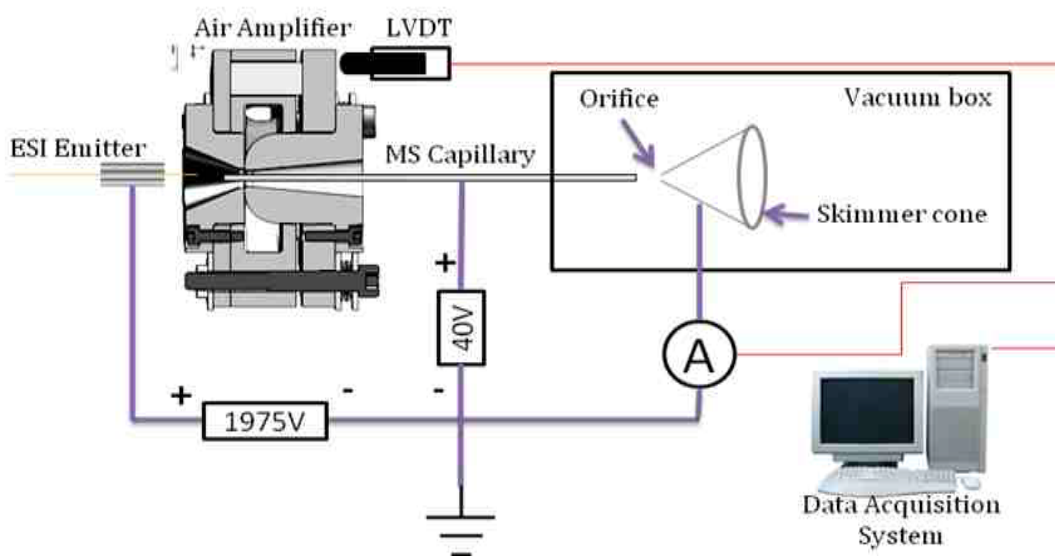 Air Amplifier
LVDT
Orifice
Vacuum box
ESI Emitter
MS Capillary
Skimmer cone
+
40V
A
+
-
-
1975V
Data Acquisition
System